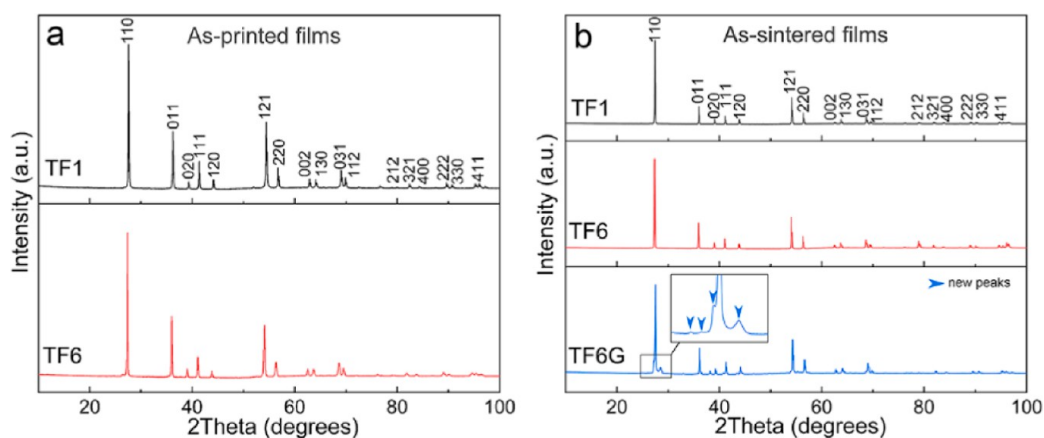 a
As-printed films
110
011
020
111
120
121
220
002
130
031
112
212
321
400
222
330
411
TF1
TF6
Intensity (a.u.)
20 40 60 80 100
2Theta (degrees)
b
As-sintered films
110
011
020
111
120
121
220
002
130
031
112
212
321
400
222
330
411
TF1
TF6
new peaks
TF6G
Intensity (a.u.)
20 40 60 80 100
2Theta (degrees)